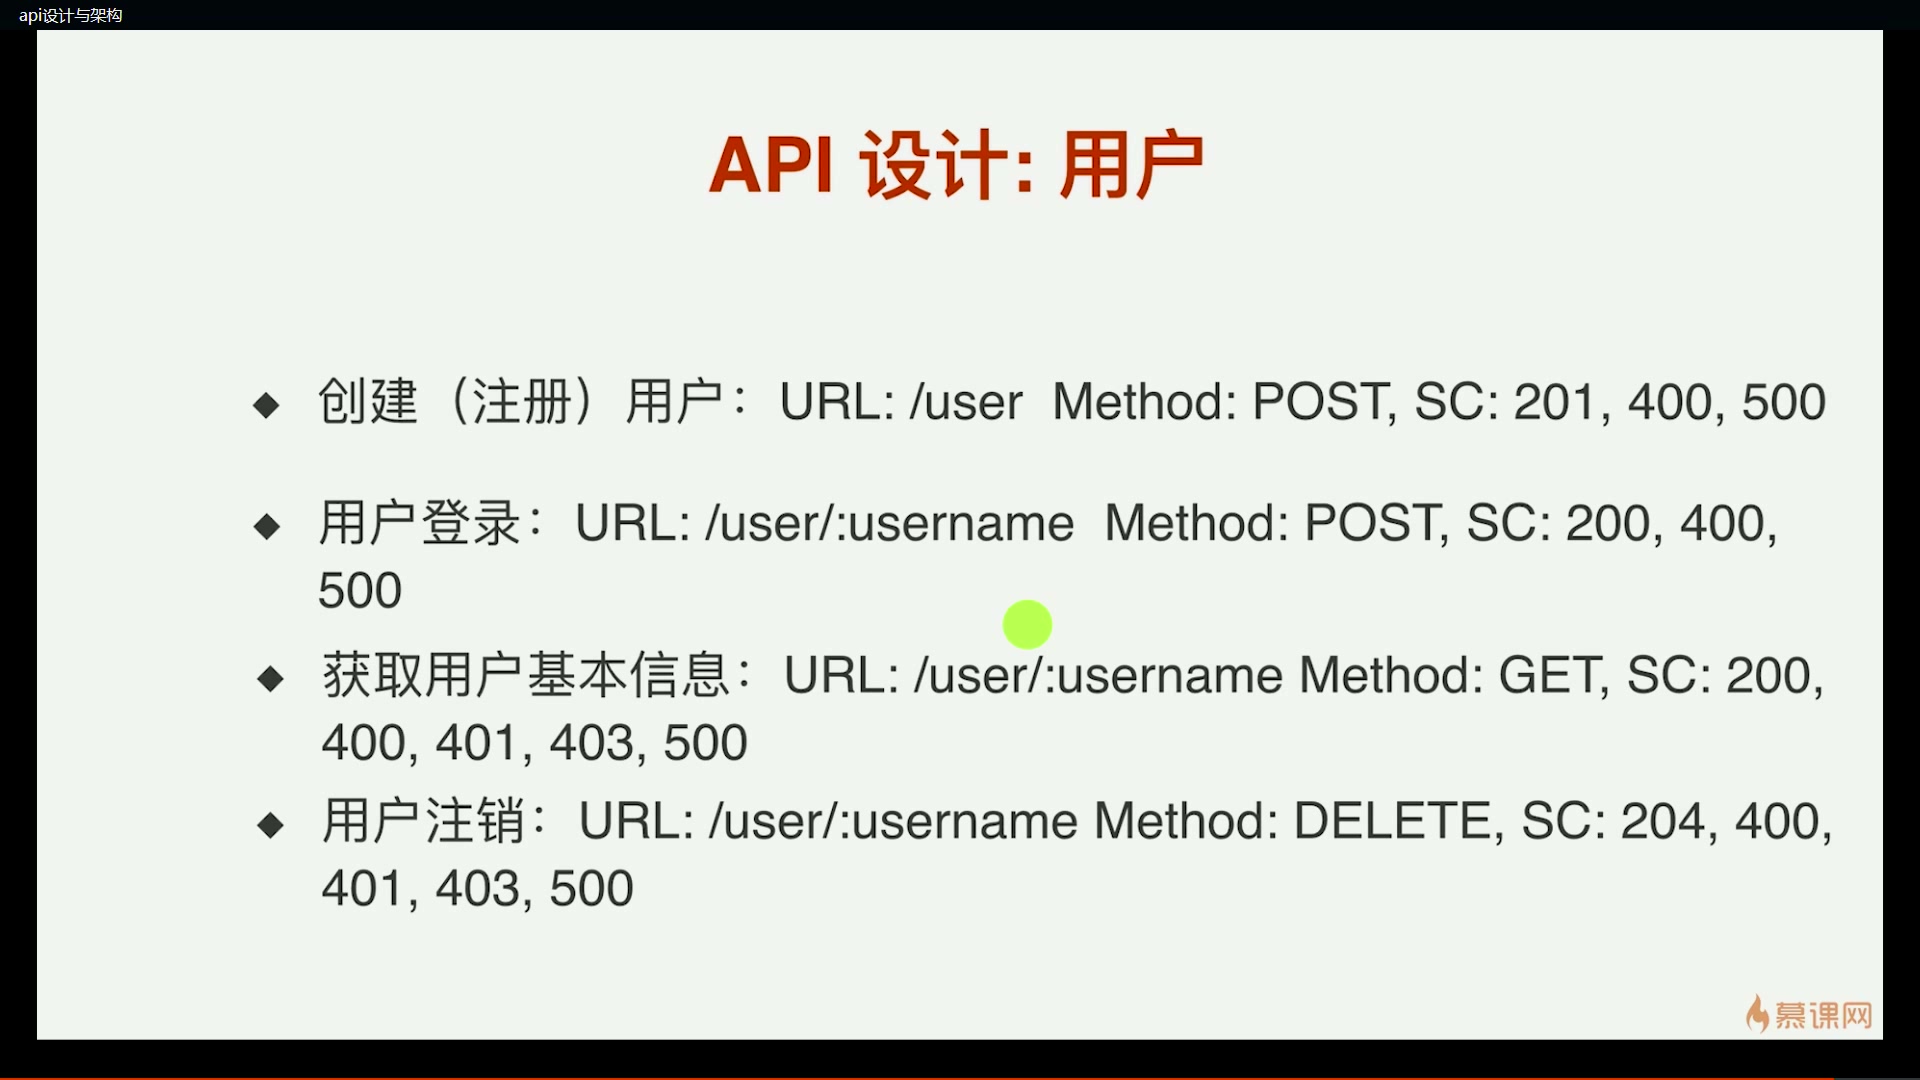 api设计与架构
API 设计: 用户
◆ 创建（注册）用户：URL: /user Method: POST, SC: 201, 400, 500
◆ 用户登录：URL: /user/:username Method: POST, SC: 200, 400,
500
◆ 获取用户基本信息：URL: /user/:username Method: GET, SC: 200,
400, 401, 403, 500
◆ 用户注销：URL: /user/:username Method: DELETE, SC: 204, 400,
401, 403, 500
慕课网